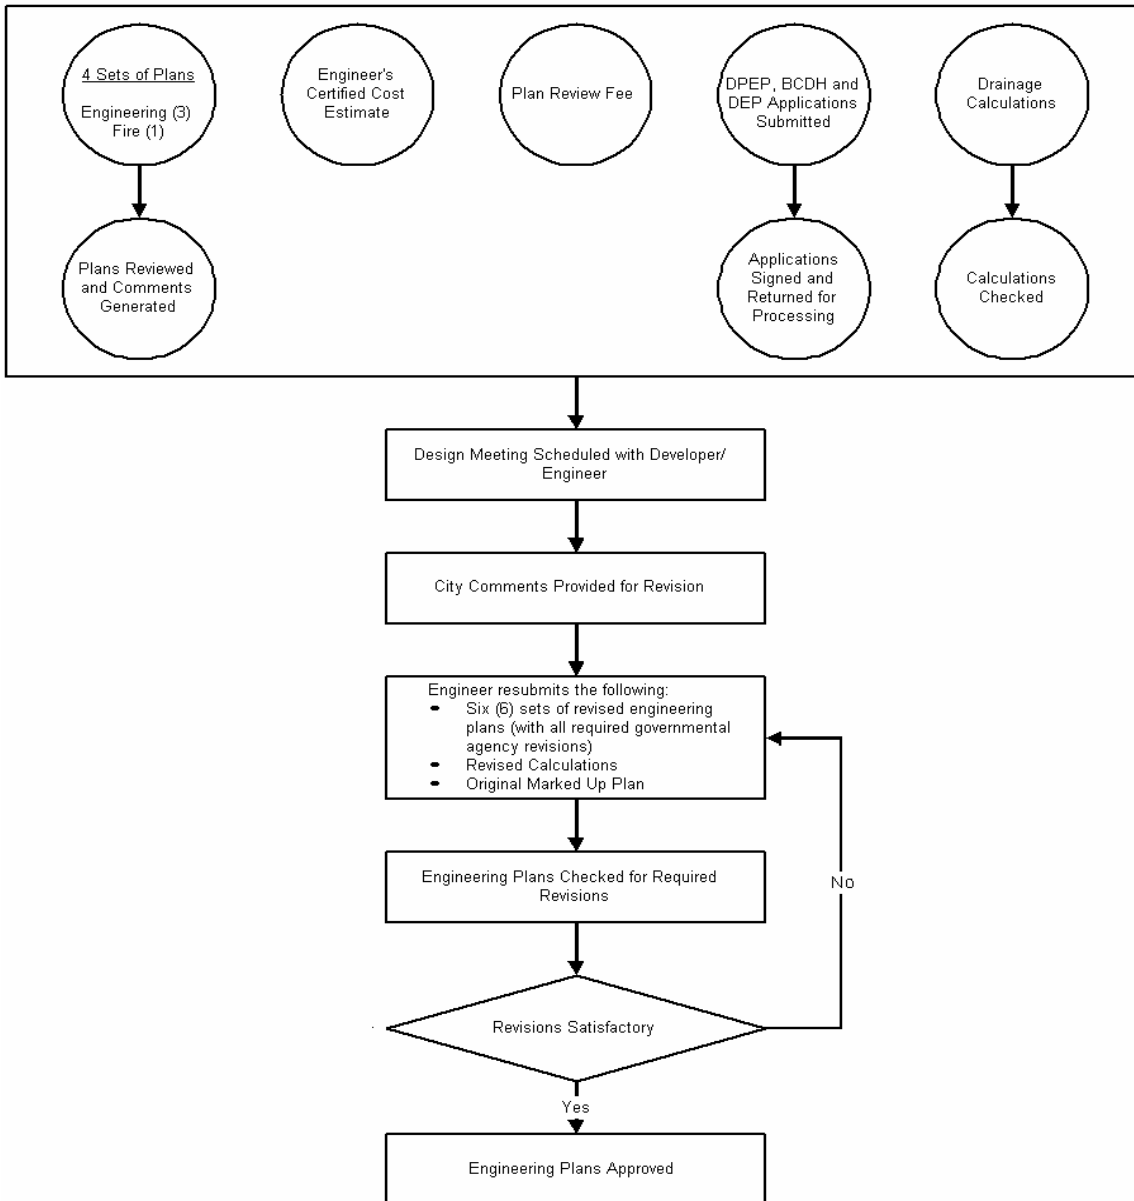 4 Sets of Plans
Engineering (3)
Fire (1)
Engineer's
Certified Cost
Estimate
Plan Review Fee
DPEP, BCDH and
DEP Applications
Submitted
Drainage
Calculations
Plans Reviewed
and Comments
Generated
Applications
Signed and
Returned for
Processing
Calculations
Checked
Design Meeting Scheduled with Developer/
Engineer
City Comments Provided for Revision
Engineer resubmits the following:
• Six (6) sets of revised engineering
plans (with all required governmental
agency revisions)
• Revised Calculations
• Original Marked Up Plan
Engineering Plans Checked for Required
Revisions
No
Revisions Satisfactory
Yes
Engineering Plans Approved